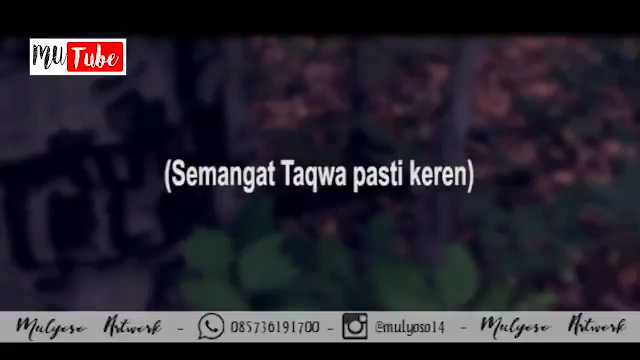 MU Tube
(Semangat Taqwa pasti keren)
Mulyoso Artwork - 085736191700 - @mulyoso14 - Mulyoso Artwork